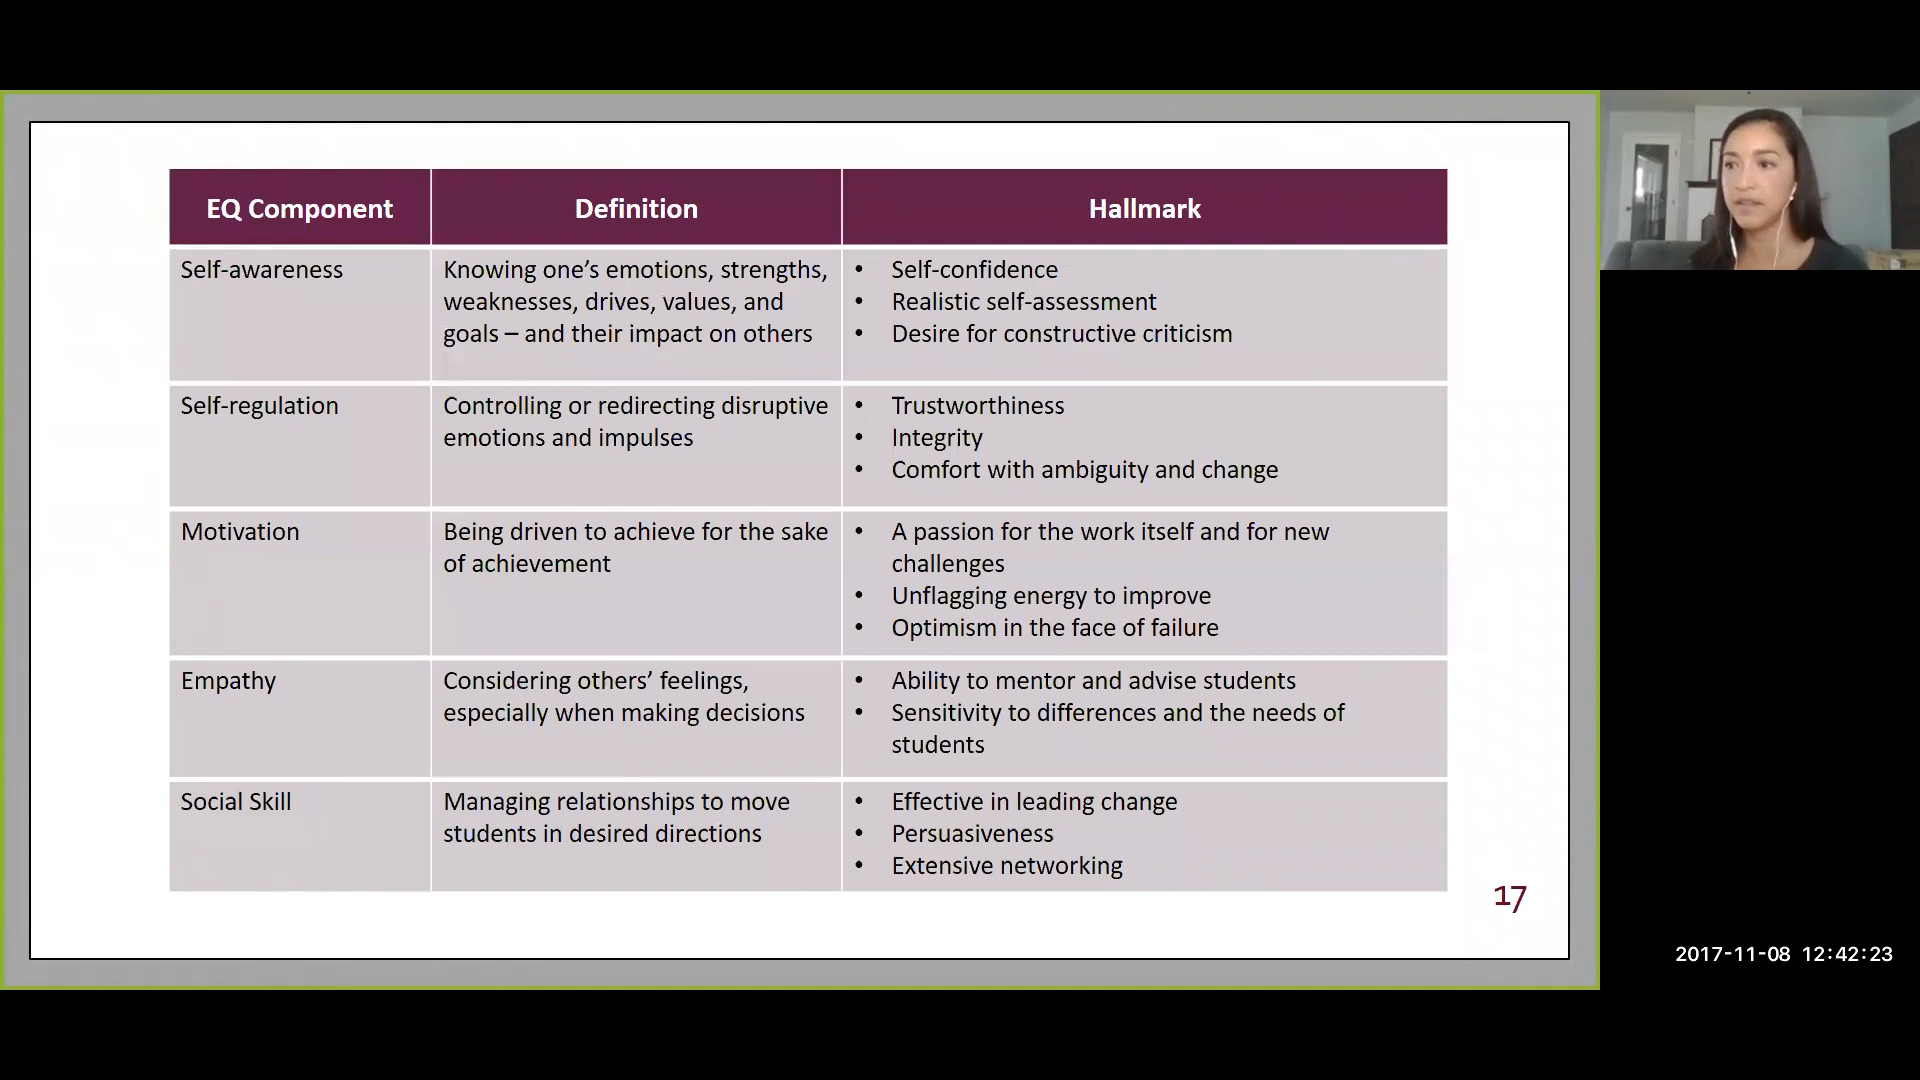 EQ Component
Definition
Hallmark
Self-awareness
Knowing one’s emotions, strengths,
weaknesses, drives, values, and
goals – and their impact on others
• Self-confidence
• Realistic self-assessment
• Desire for constructive criticism
Self-regulation
Controlling or redirecting disruptive
emotions and impulses
• Trustworthiness
• Integrity
• Comfort with ambiguity and change
Motivation
Being driven to achieve for the sake
of achievement
• A passion for the work itself and for new
challenges
• Unflagging energy to improve
• Optimism in the face of failure
Empathy
Considering others’ feelings,
especially when making decisions
• Ability to mentor and advise students
• Sensitivity to differences and the needs of
students
Social Skill
Managing relationships to move
students in desired directions
• Effective in leading change
• Persuasiveness
• Extensive networking
17
2017-11-08 12:42:23